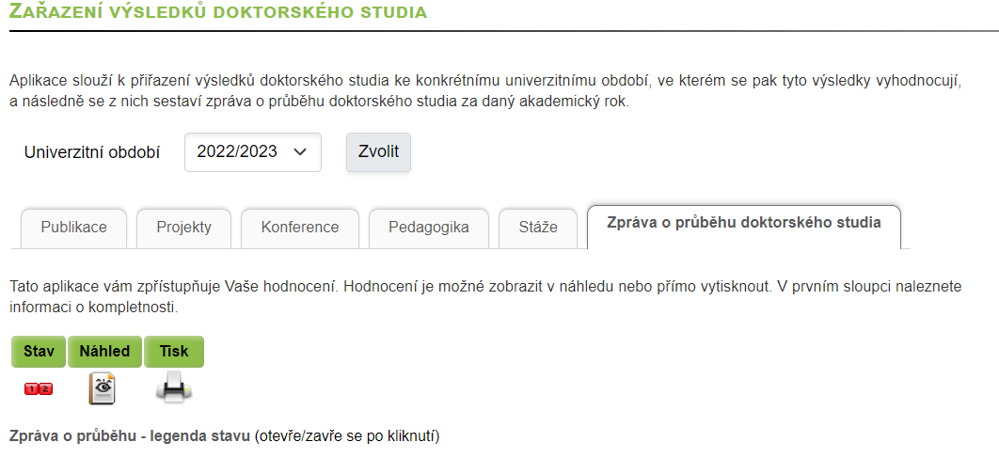 Zařazení výsledků doktorského studia
Aplikace slouží k přiřazení výsledků doktorského studia ke konkrétnímu univerzitnímu období, ve kterém se pak tyto výsledky vyhodnocují,
a následně se z nich sestaví zpráva o průběhu doktorského studia za daný akademický rok.
Univerzitní období 2022/2023 Zvolit
Publikace Projekty Konference Pedagogika Stáže Zpráva o průběhu doktorského studia
Tato aplikace vám zpřístupňuje Vaše hodnocení. Hodnocení je možné zobrazit v náhledu nebo přímo vytisknout. V prvním sloupci naleznete
informaci o kompletnosti.
Stav Náhled Tisk
1 2
Zpráva o průběhu - legenda stavu (otevře/zavře se po kliknutí)